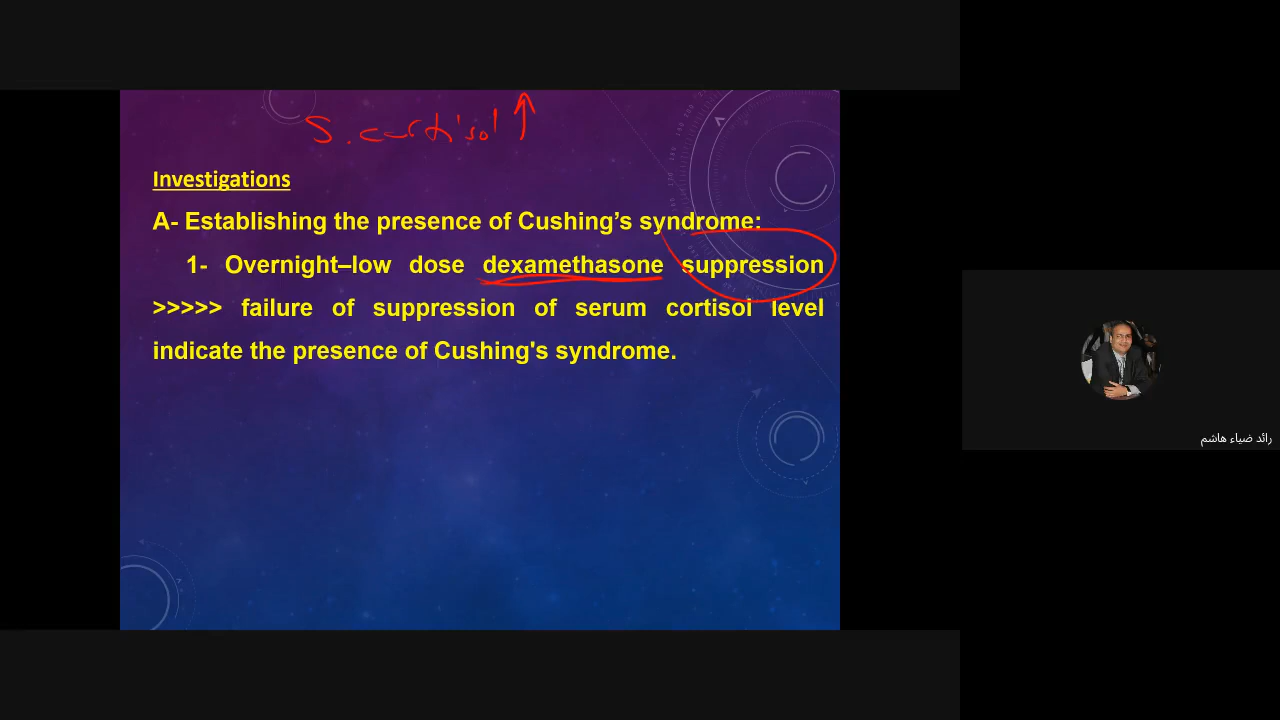 S. cortisol ↑
Investigations
A- Establishing the presence of Cushing’s syndrome:
1- Overnight–low dose dexamethasone suppression
>>>>> failure of suppression of serum cortisol level
indicate the presence of Cushing's syndrome.
رائد ضياء هاشم